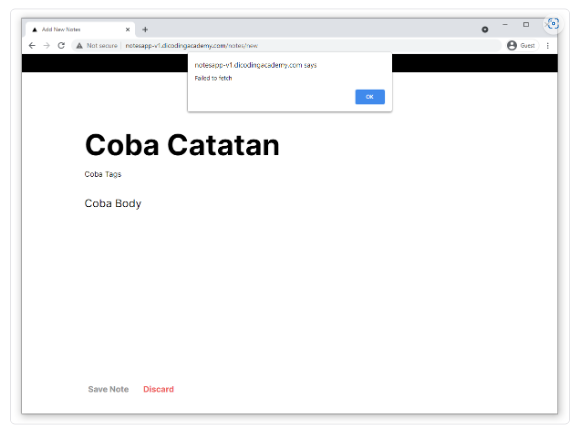 Add New Notes
Not secure | notesapp-v1.dicodingacademy.com/notes/new
Guest
notesapp-v1.dicodingacademy.com says
Failed to fetch
OK
Coba Catatan
Coba Tags
Coba Body
Save Note Discard